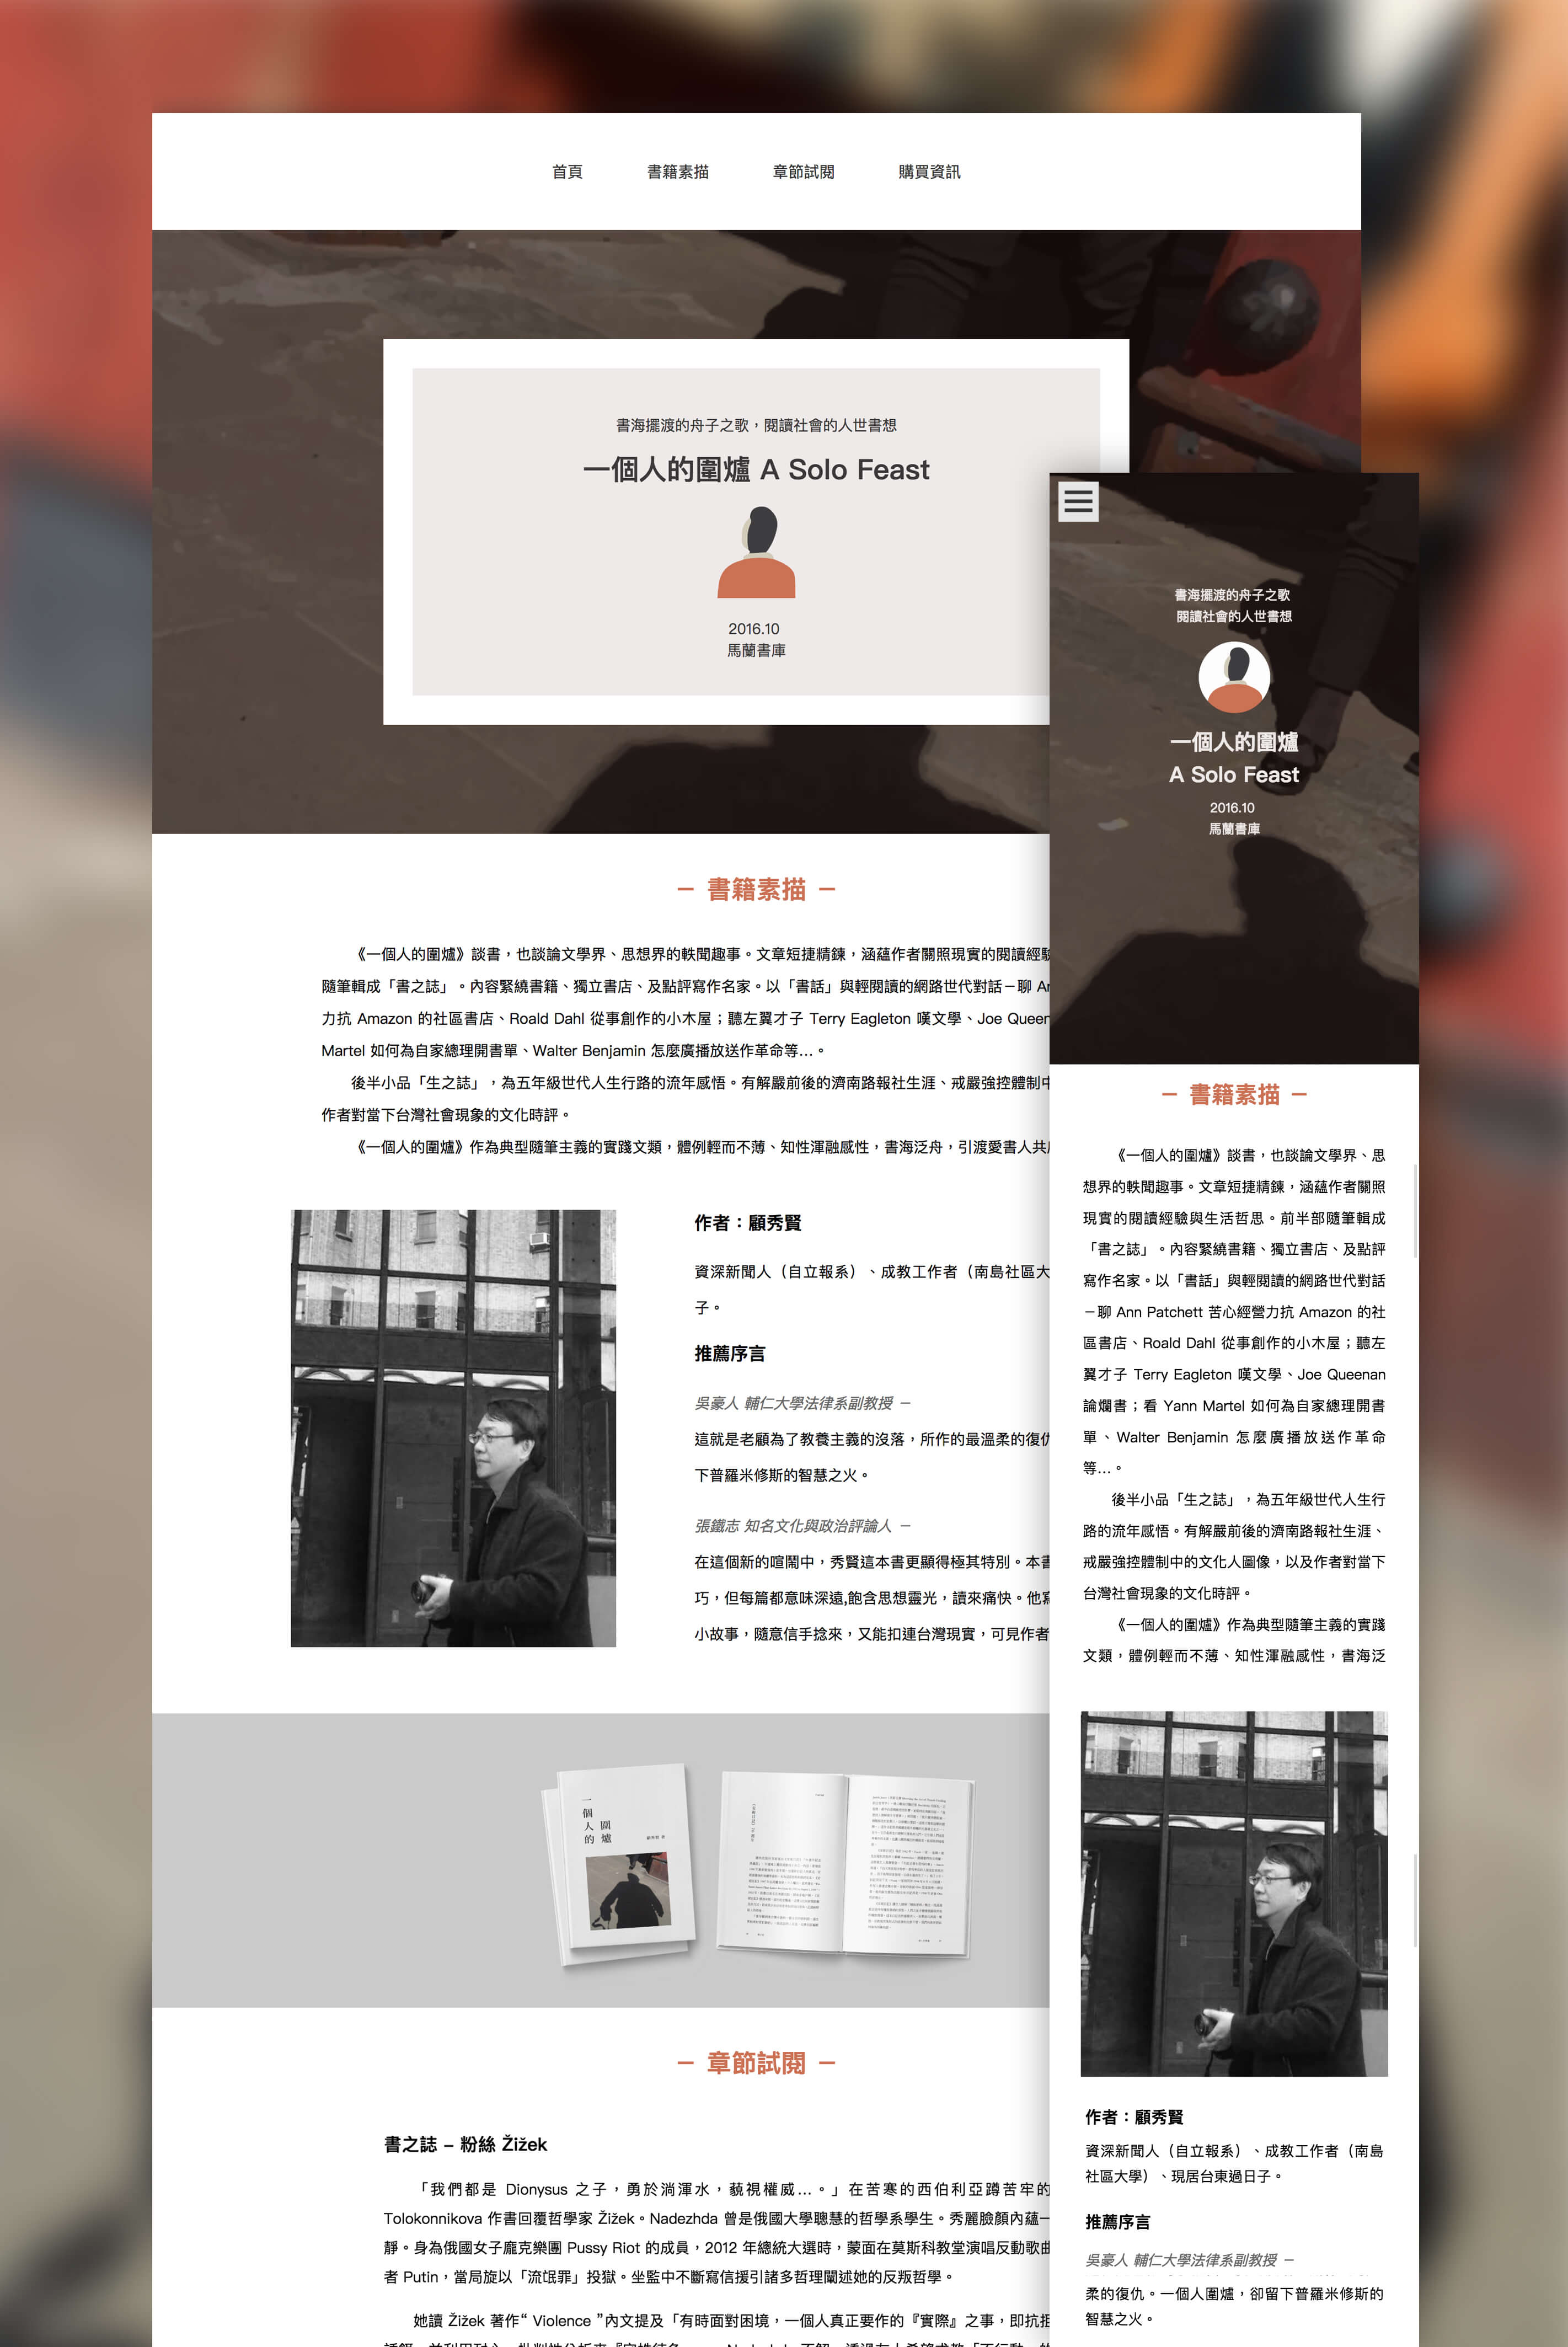 首頁 書籍素描 章節試閱 購買資訊
書海擺渡的舟子之歌，閱讀社會的人世書想
一個人的圍爐 A Solo Feast
2016.10
馬蘭書庫
－ 書籍素描 －
《一個人的圍爐》談書，也談論文學界、思想界的軼聞趣事。文章短捷精鍊，涵蘊作者關照現實的閱讀經
隨筆輯成「書之誌」。內容緊繞書籍、獨立書店、及點評寫作名家。以「書話」與輕閱讀的網路世代對話－聊
力抗 Amazon 的社區書店、Roald Dahl 從事創作的小木屋；聽左翼才子 Terry Eagleton 嘆文學、Joe Queen
Martel 如何為自家總理開書單、Walter Benjamin 怎麼廣播放送作革命等…。
後半小品「生之誌」，為五年級世代人生行路的流年感悟。有解嚴前後的濟南路報社生涯、戒嚴強控體制中
作者對當下台灣社會現象的文化時評。
《一個人的圍爐》作為典型隨筆主義的實踐文類，體例輕而不薄、知性渾融感性，書海泛舟，引渡愛書人共
作者：顧秀賢
資深新聞人（自立報系）、成教工作者（南島社區大
子。
推薦序言
吳豪人 輔仁大學法律系副教授 －
這就是老顧為了教養主義的沒落，所作的最溫柔的復仇
下普羅米修斯的智慧之火。
張鐵志 知名文化與政治評論人 －
在這個新的喧鬧中，秀賢這本書更顯得極其特別。本書
巧，但每篇都意味深遠,飽含思想靈光，讀來痛快。他寫
小故事，隨意信手捻來，又能扣連台灣現實，可見作者
一個人的
圍爐
顧秀賢 著
－ 章節試閱 －
書之誌 – 粉絲 Žižek
「我們都是 Dionysus 之子，勇於淌渾水，藐視權威…。」在苦寒的西伯利亞蹲苦牢的
Tolokonnikova 作書回覆哲學家 Žižek。Nadezhda 曾是俄國大學聰慧的哲學系學生。秀麗臉顏內蘊一
靜。身為俄國女子龐克樂團 Pussy Riot 的成員，2012 年總統大選時，蒙面在莫斯科教堂演唱反動歌曲
者 Putin，當局旋以「流氓罪」投獄。坐監中不斷寫信援引諸多哲理闡述她的反叛哲學。
她讀 Žižek 著作“ Violence ”內文提及「有時面對困境，一個人真正要作的『實際』之事，即抗拒
書海擺渡的舟子之歌
閱讀社會的人世書想
一個人的圍爐
A Solo Feast
2016.10
馬蘭書庫
－ 書籍素描 －
《一個人的圍爐》談書，也談論文學界、思
想界的軼聞趣事。文章短捷精鍊，涵蘊作者關照
現實的閱讀經驗與生活哲思。前半部隨筆輯成
「書之誌」。內容緊繞書籍、獨立書店、及點評
寫作名家。以「書話」與輕閱讀的網路世代對話
－聊 Ann Patchett 苦心經營力抗 Amazon 的社
區書店、Roald Dahl 從事創作的小木屋；聽左
翼才子 Terry Eagleton 嘆文學、Joe Queenan
論爛書；看 Yann Martel 如何為自家總理開書
單、Walter Benjamin 怎麼廣播放送作革命
等…。
後半小品「生之誌」，為五年級世代人生行
路的流年感悟。有解嚴前後的濟南路報社生涯、
戒嚴強控體制中的文化人圖像，以及作者對當下
台灣社會現象的文化時評。
《一個人的圍爐》作為典型隨筆主義的實踐
文類，體例輕而不薄、知性渾融感性，書海泛
作者：顧秀賢
資深新聞人（自立報系）、成教工作者（南島
社區大學）、現居台東過日子。
推薦序言
吳豪人 輔仁大學法律系副教授 －
柔的復仇。一個人圍爐，卻留下普羅米修斯的
智慧之火。